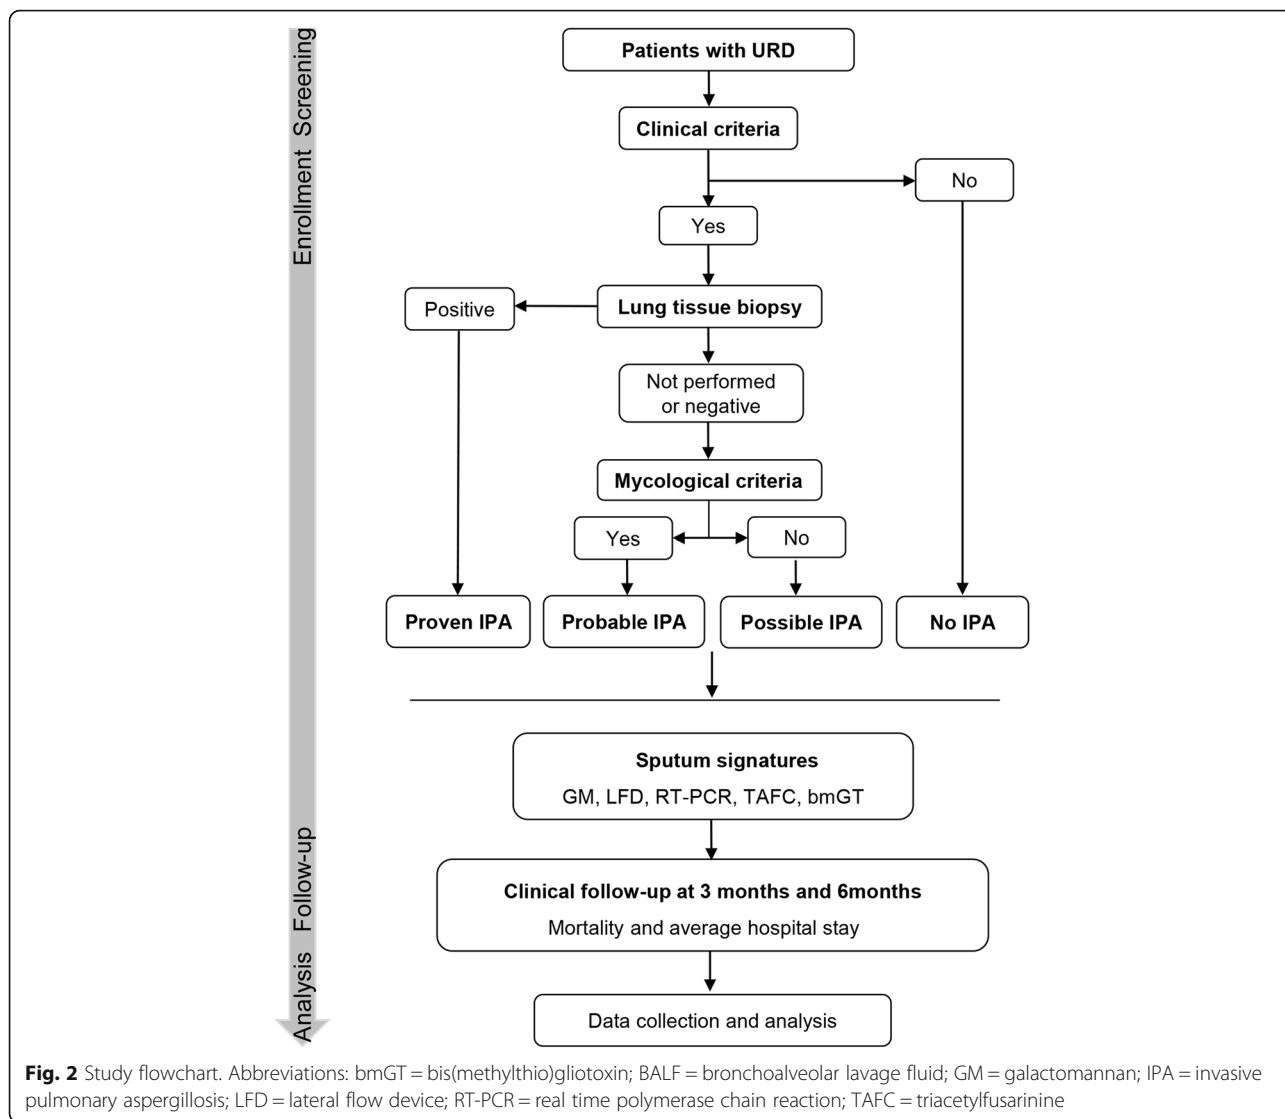 Screening
Enrollment
Follow-up
Analysis
Patients with URD
Clinical criteria
No
Yes
Lung tissue biopsy
Positive
Not performed
or negative
Mycological criteria
Yes
No
Proven IPA
Probable IPA
Possible IPA
No IPA
Sputum signatures
GM, LFD, RT-PCR, TAFC, bmGT
Clinical follow-up at 3 months and 6months
Mortality and average hospital stay
Data collection and analysis
Fig. 2 Study flowchart. Abbreviations: bmGT = bis(methylthio)gliotoxin; BALF = bronchoalveolar lavage fluid; GM = galactomannan; IPA = invasive
pulmonary aspergillosis; LFD = lateral flow device; RT-PCR = real time polymerase chain reaction; TAFC = triacetylfusarinine